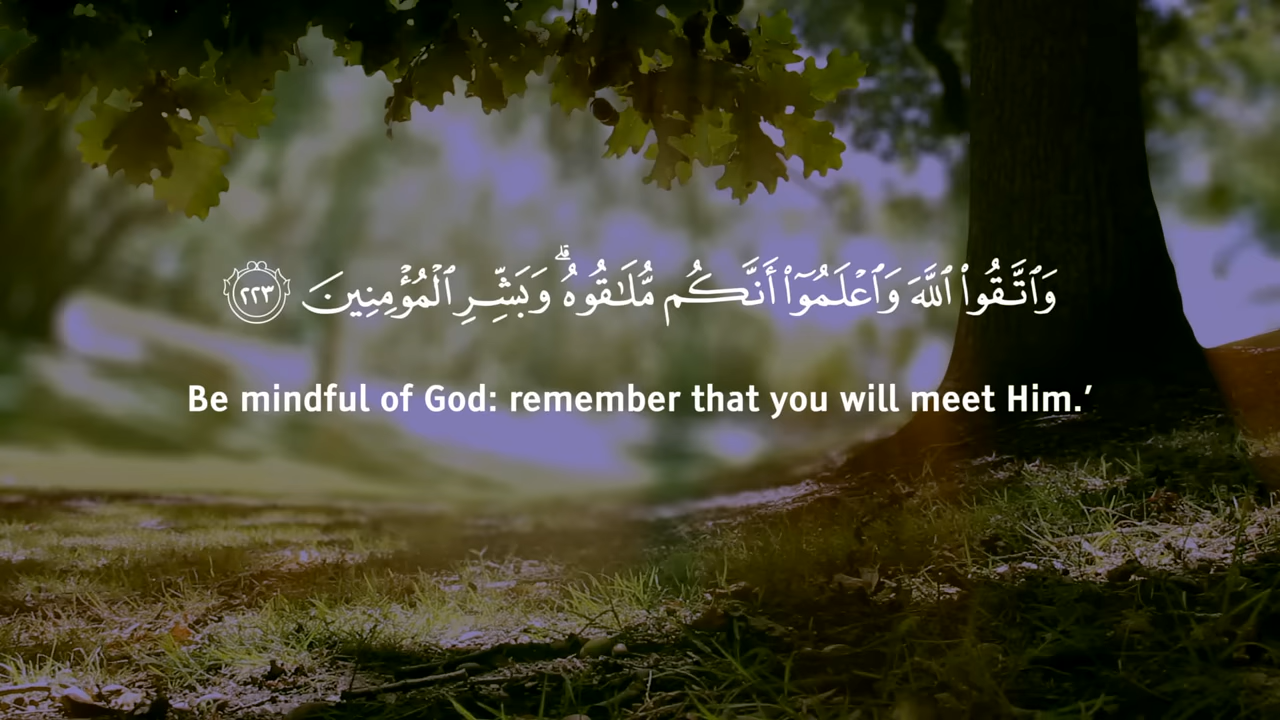 وَٱتَّقُوا۟ ٱللَّهَ وَٱعْلَمُوٓا۟ أَنَّكُم مُّلَـٰقُوهُ ۗ وَبَشِّرِ ٱلْمُؤْمِنِينَ ٢٢٣
Be mindful of God: remember that you will meet Him.’